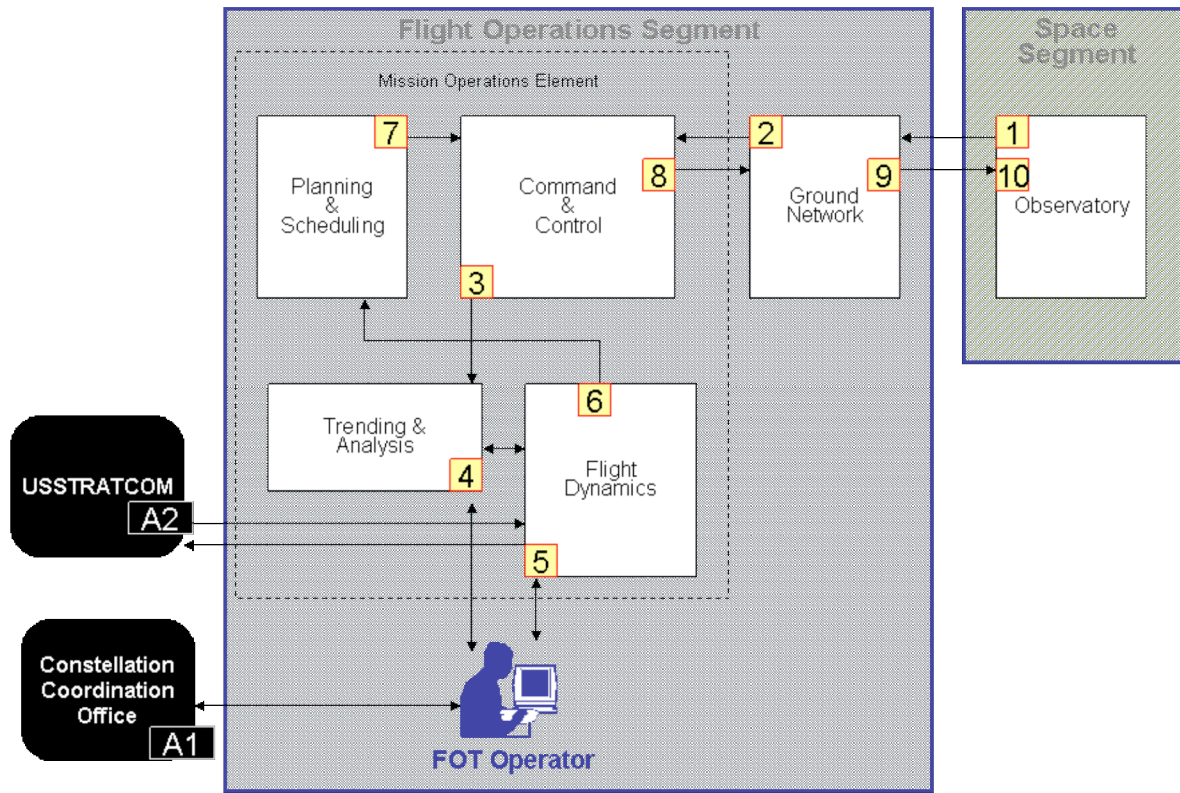 Flight Operations Segment
Space
Segment
Mission Operations Element
7
Planning
&
Scheduling
Command
&
Control
8
3
2
9
Ground
Network
1
10
Observatory
Trending &
Analysis
4
6
Flight
Dynamics
5
USSTRATCOM
A2
Constellation
Coordination
Office
A1
FOT Operator